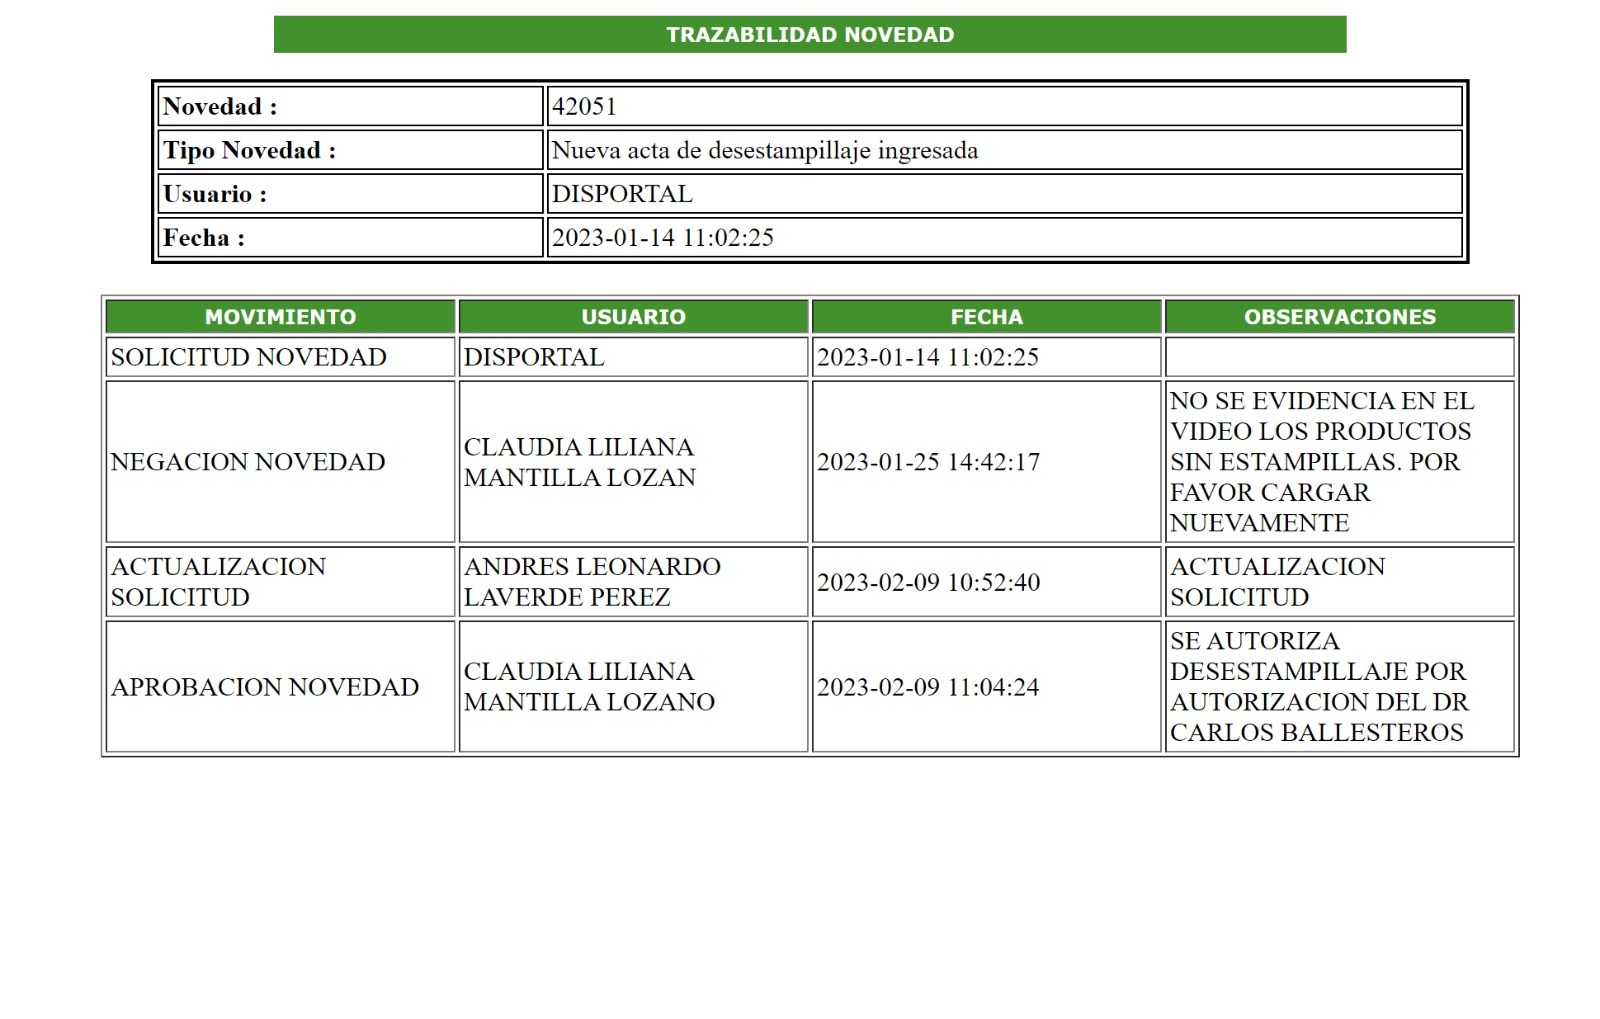 TRAZABILIDAD NOVEDAD
Novedad : 42051
Tipo Novedad : Nueva acta de desestampillaje ingresada
Usuario : DISPORTAL
Fecha : 2023-01-14 11:02:25
MOVIMIENTO USUARIO FECHA OBSERVACIONES
SOLICITUD NOVEDAD DISPORTAL 2023-01-14 11:02:25
NEGACION NOVEDAD
CLAUDIA LILIANA
MANTILLA LOZAN
2023-01-25 14:42:17
NO SE EVIDENCIA EN EL
VIDEO LOS PRODUCTOS
SIN ESTAMPILLAS. POR
FAVOR CARGAR
NUEVAMENTE
ACTUALIZACION
SOLICITUD
ANDRES LEONARDO
LAVERDE PEREZ
2023-02-09 10:52:40
ACTUALIZACION
SOLICITUD
APROBACION NOVEDAD
CLAUDIA LILIANA
MANTILLA LOZANO
2023-02-09 11:04:24
SE AUTORIZA
DESESTAMPILLAJE POR
AUTORIZACION DEL DR
CARLOS BALLESTEROS